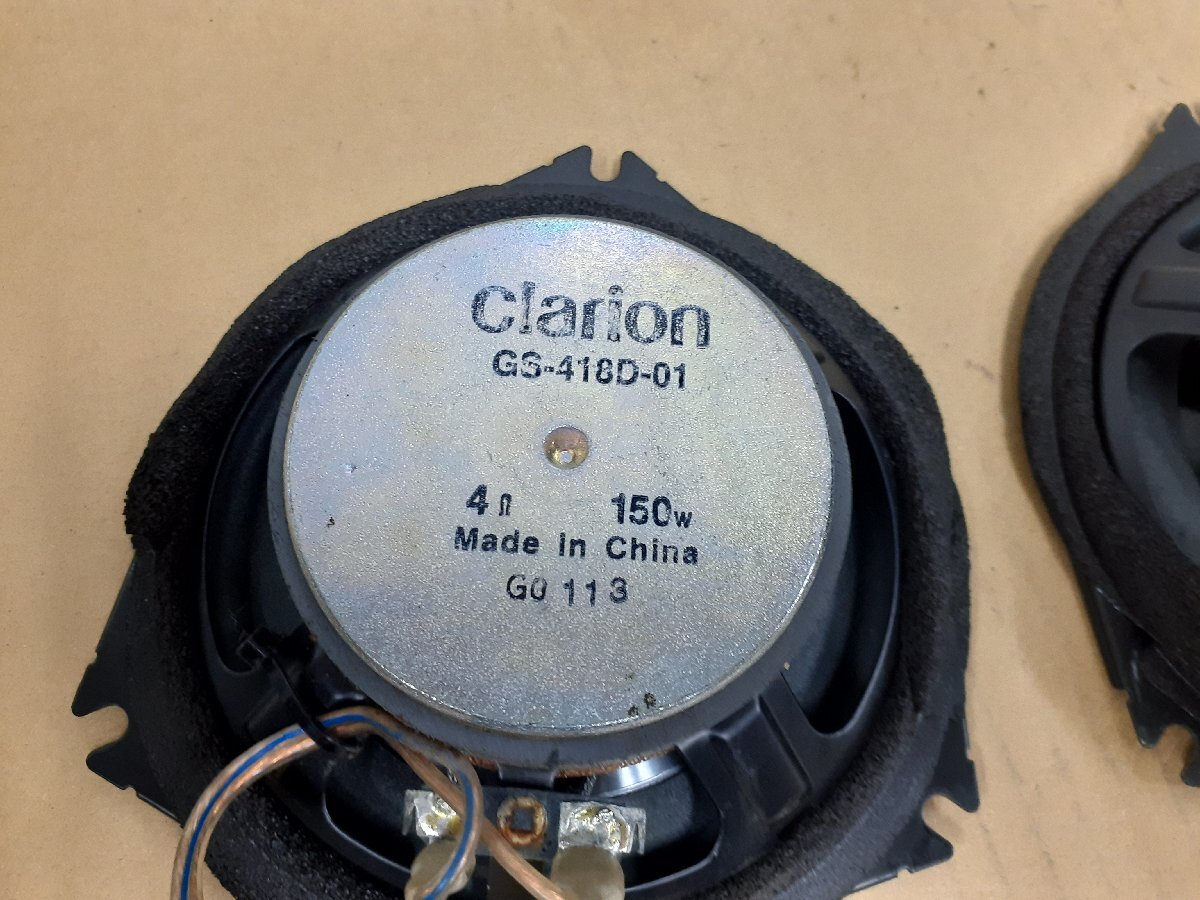 clarion
GS-418D-01
4Ω 150w
Made in China
G0 113